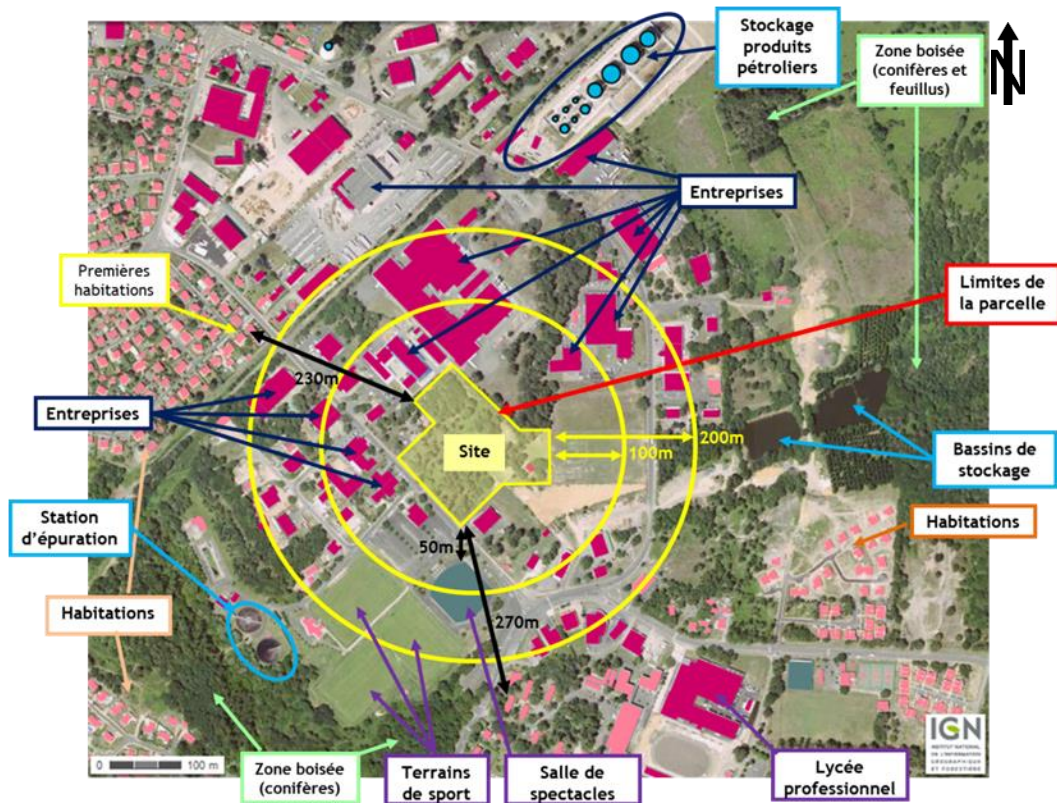 Stockage
produits
pétroliers
Zone boisée
(conifères et
feuillus)
N
Entreprises
Premières
habitations
Limites de
la parcelle
230m
Entreprises
Site
200m
100m
Bassins de
stockage
Station
d'épuration
50m
Habitations
Habitations
270m
IGN
INSTITUT NATIONAL
DE L'INFORMATION
GÉOGRAPHIQUE
ET FORESTIÈRE
0 100 m
Zone boisée
(conifères)
Terrains
de sport
Salle de
spectacles
Lycée
professionnel